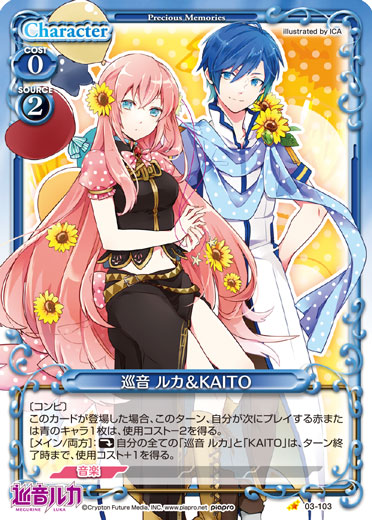 Precious Memories
Character
illustrated by ICA
COST
0
SOURCE
2
巡音 ルカ&KAITO
〔コンビ〕
このカードが登場した場合、このターン、自分が次にプレイする赤また
は青のキャラ1枚は、使用コスト－2を得る。
〔メイン/両方〕:自分の全ての「巡音 ルカ」と「KAITO」は、ターン終
了時まで、使用コスト+1を得る。
音楽
巡音ルカ
MEGURINE LUKA
©Crypton Future Media, INC. www.piapro.net piapro
03-103